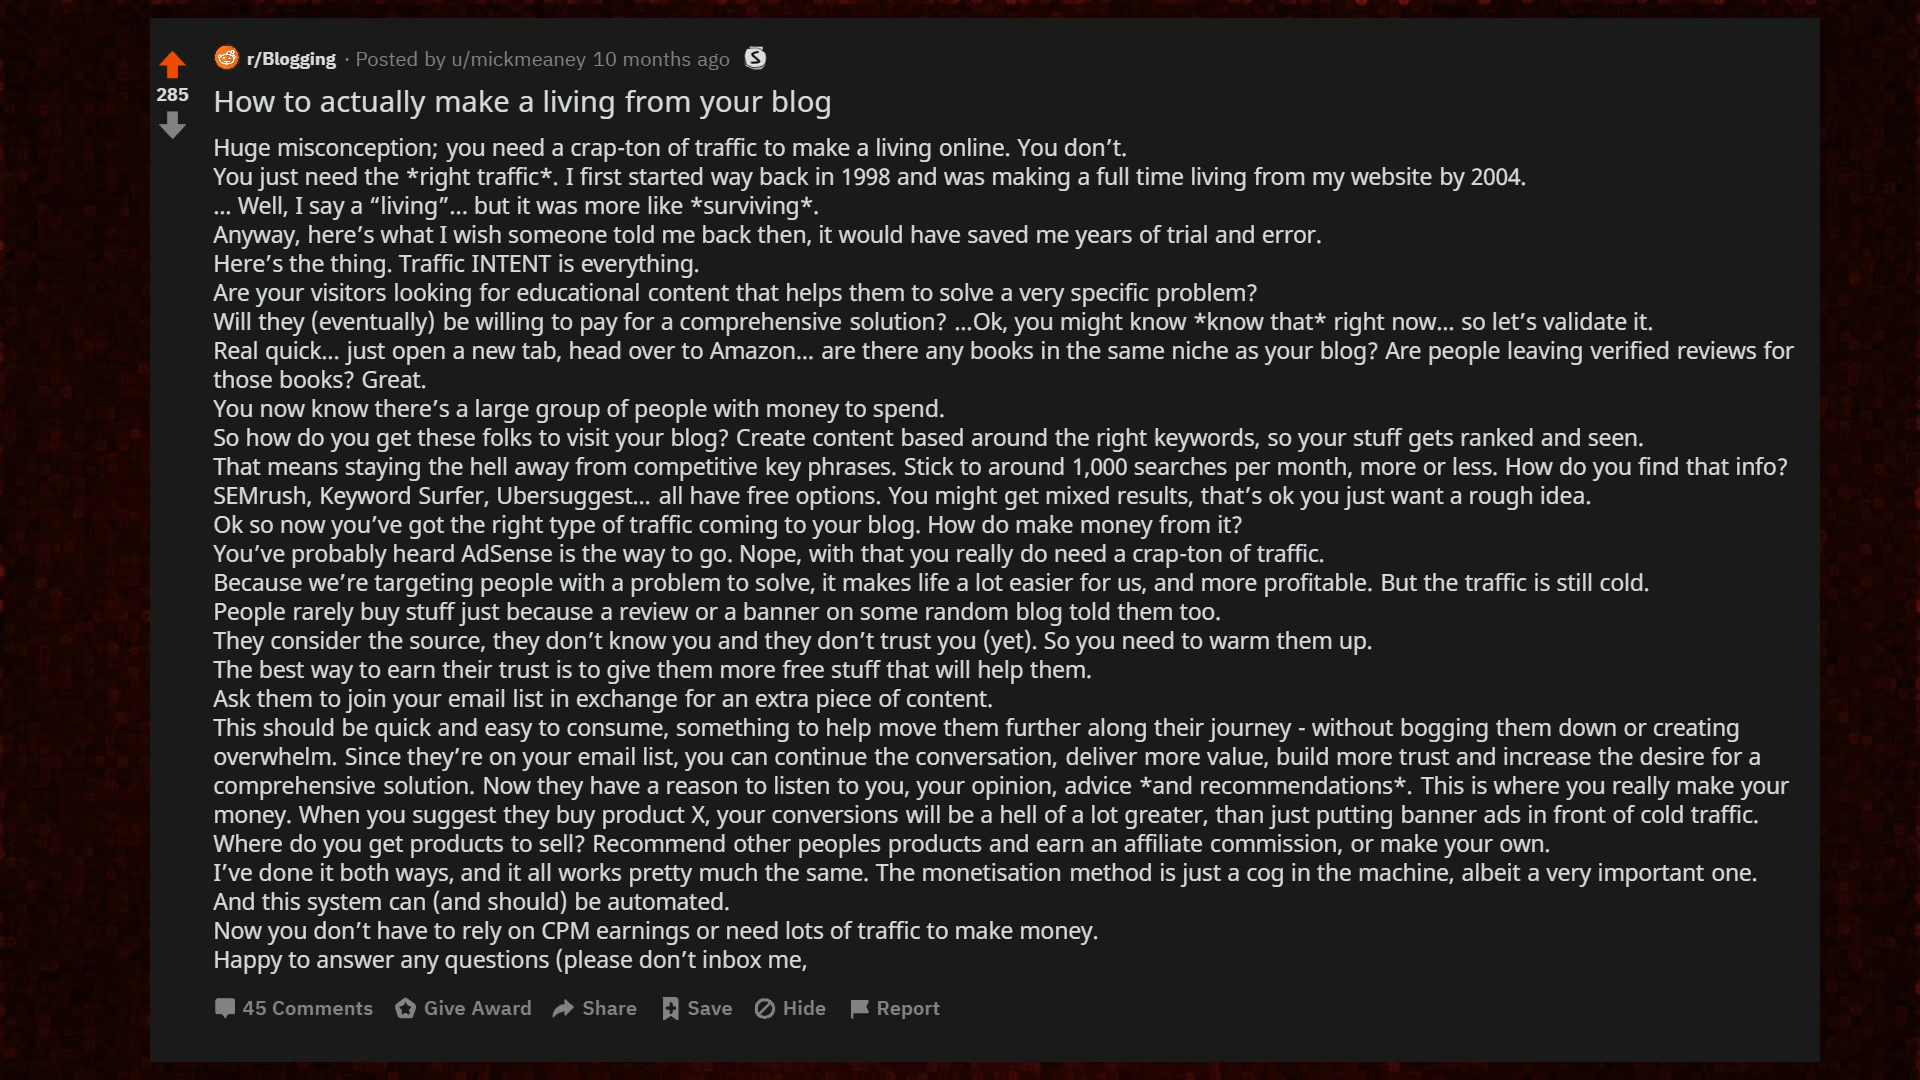 r/Blogging · Posted by u/mickmeaney 10 months ago
285
How to actually make a living from your blog
Huge misconception; you need a crap-ton of traffic to make a living online. You don’t.
You just need the *right traffic*. I first started way back in 1998 and was making a full time living from my website by 2004.
... Well, I say a “living”... but it was more like *surviving*.
Anyway, here’s what I wish someone told me back then, it would have saved me years of trial and error.
Here’s the thing. Traffic INTENT is everything.
Are your visitors looking for educational content that helps them to solve a very specific problem?
Will they (eventually) be willing to pay for a comprehensive solution? ...Ok, you might know *know that* right now... so let’s validate it.
Real quick... just open a new tab, head over to Amazon... are there any books in the same niche as your blog? Are people leaving verified reviews for
those books? Great.
You now know there’s a large group of people with money to spend.
So how do you get these folks to visit your blog? Create content based around the right keywords, so your stuff gets ranked and seen.
That means staying the hell away from competitive key phrases. Stick to around 1,000 searches per month, more or less. How do you find that info?
SEMrush, Keyword Surfer, Ubersuggest... all have free options. You might get mixed results, that’s ok you just want a rough idea.
Ok so now you’ve got the right type of traffic coming to your blog. How do make money from it?
You’ve probably heard AdSense is the way to go. Nope, with that you really do need a crap-ton of traffic.
Because we’re targeting people with a problem to solve, it makes life a lot easier for us, and more profitable. But the traffic is still cold.
People rarely buy stuff just because a review or a banner on some random blog told them too.
They consider the source, they don’t know you and they don’t trust you (yet). So you need to warm them up.
The best way to earn their trust is to give them more free stuff that will help them.
Ask them to join your email list in exchange for an extra piece of content.
This should be quick and easy to consume, something to help move them further along their journey - without bogging them down or creating
overwhelm. Since they’re on your email list, you can continue the conversation, deliver more value, build more trust and increase the desire for a
comprehensive solution. Now they have a reason to listen to you, your opinion, advice *and recommendations*. This is where you really make your
money. When you suggest they buy product X, your conversions will be a hell of a lot greater, than just putting banner ads in front of cold traffic.
Where do you get products to sell? Recommend other peoples products and earn an affiliate commission, or make your own.
I’ve done it both ways, and it all works pretty much the same. The monetisation method is just a cog in the machine, albeit a very important one.
And this system can (and should) be automated.
Now you don’t have to rely on CPM earnings or need lots of traffic to make money.
Happy to answer any questions (please don’t inbox me,
45 Comments Give Award Share Save Hide Report